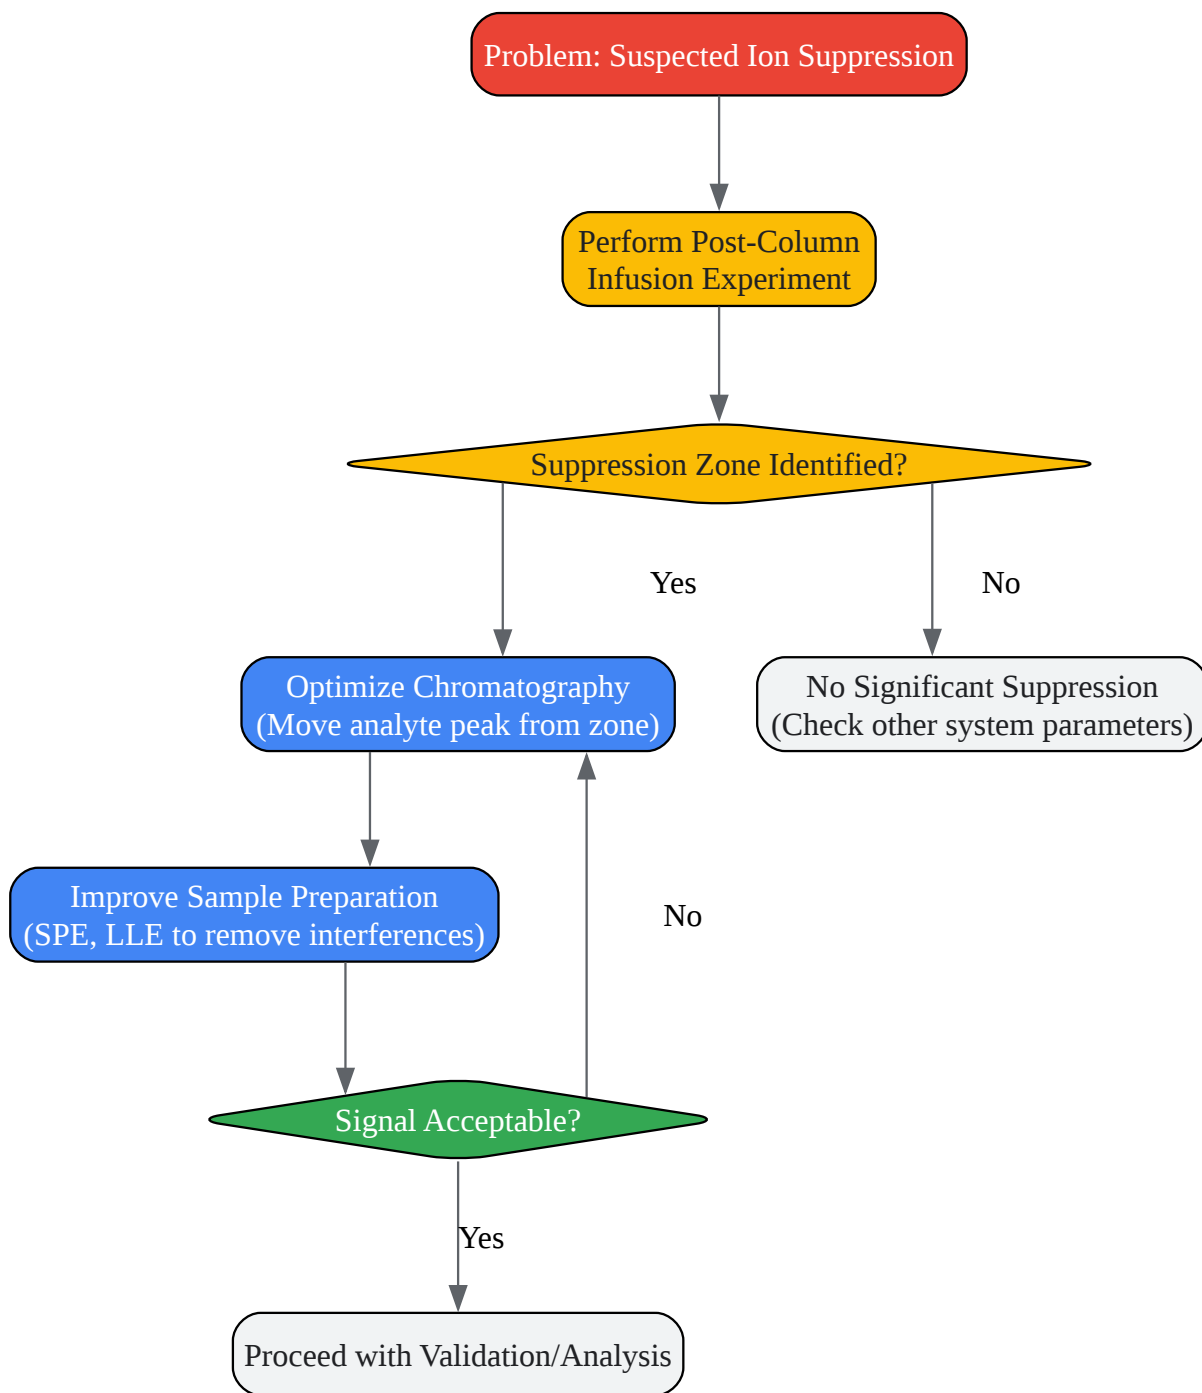 Problem: Suspected Ion Suppression
Perform Post-Column
Infusion Experiment
Suppression Zone Identified?
Yes
No
Optimize Chromatography
(Move analyte peak from zone)
No Significant Suppression
(Check other system parameters)
Improve Sample Preparation
(SPE, LLE to remove interferences)
No
Signal Acceptable?
Yes
Proceed with Validation/Analysis